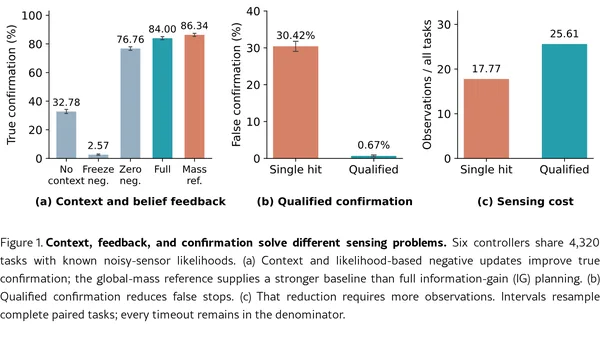 100
80
60
40
20
0
True confirmation (%)
32.78
2.57
76.76
84.00
86.34
No context
Freeze neg.
Zero neg.
Full
Mass ref.
(a) Context and belief feedback
40
30
20
10
0
False confirmation (%)
30.42%
0.67%
Single hit
Qualified
(b) Qualified confirmation
30
20
10
0
Observations / all tasks
17.77
25.61
Single hit
Qualified
(c) Sensing cost
Figure 1. Context, feedback, and confirmation solve different sensing problems. Six controllers share 4,320
tasks with known noisy-sensor likelihoods. (a) Context and likelihood-based negative updates improve true
confirmation; the global-mass reference supplies a stronger baseline than full information-gain (IG) planning. (b)
Qualified confirmation reduces false stops. (c) That reduction requires more observations. Intervals resample
complete paired tasks; every timeout remains in the denominator.